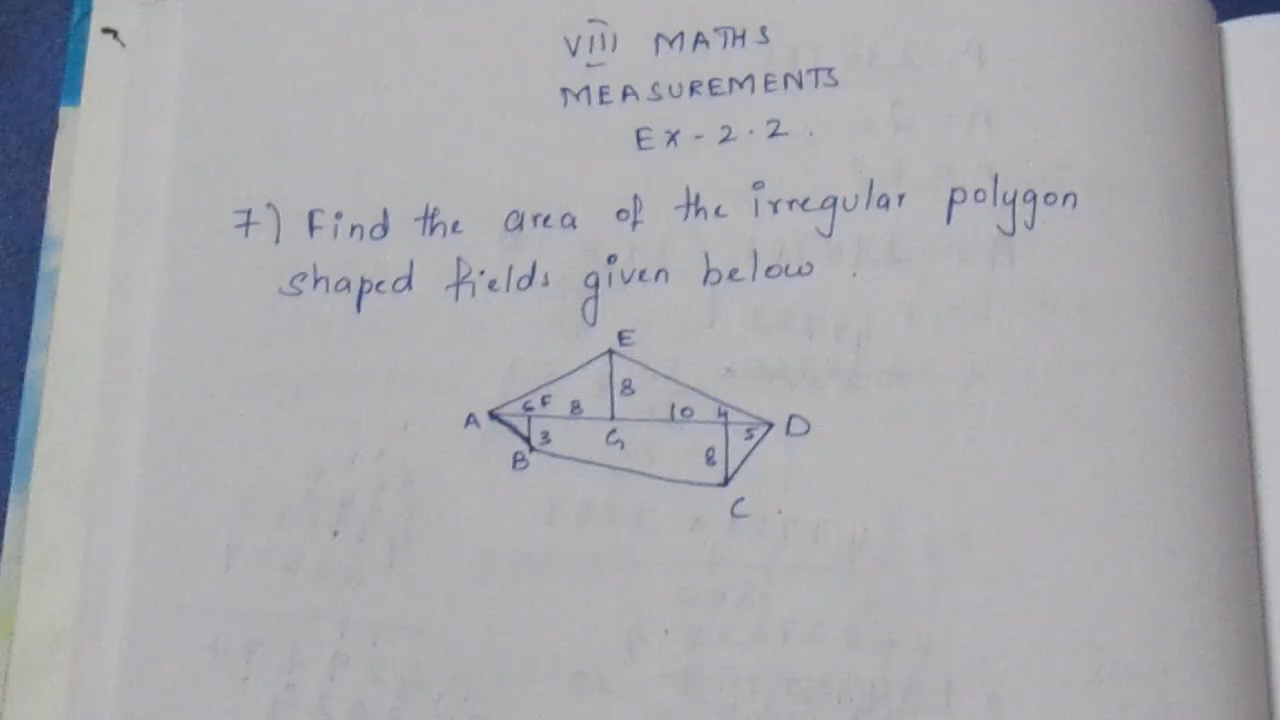 VIII MATHS
MEASUREMENTS
EX - 2.2.
7) Find the area of the irregular polygon
shaped fields given below.
E
8
A 6 F 8 10 4 D
3 G 8 5
B
C